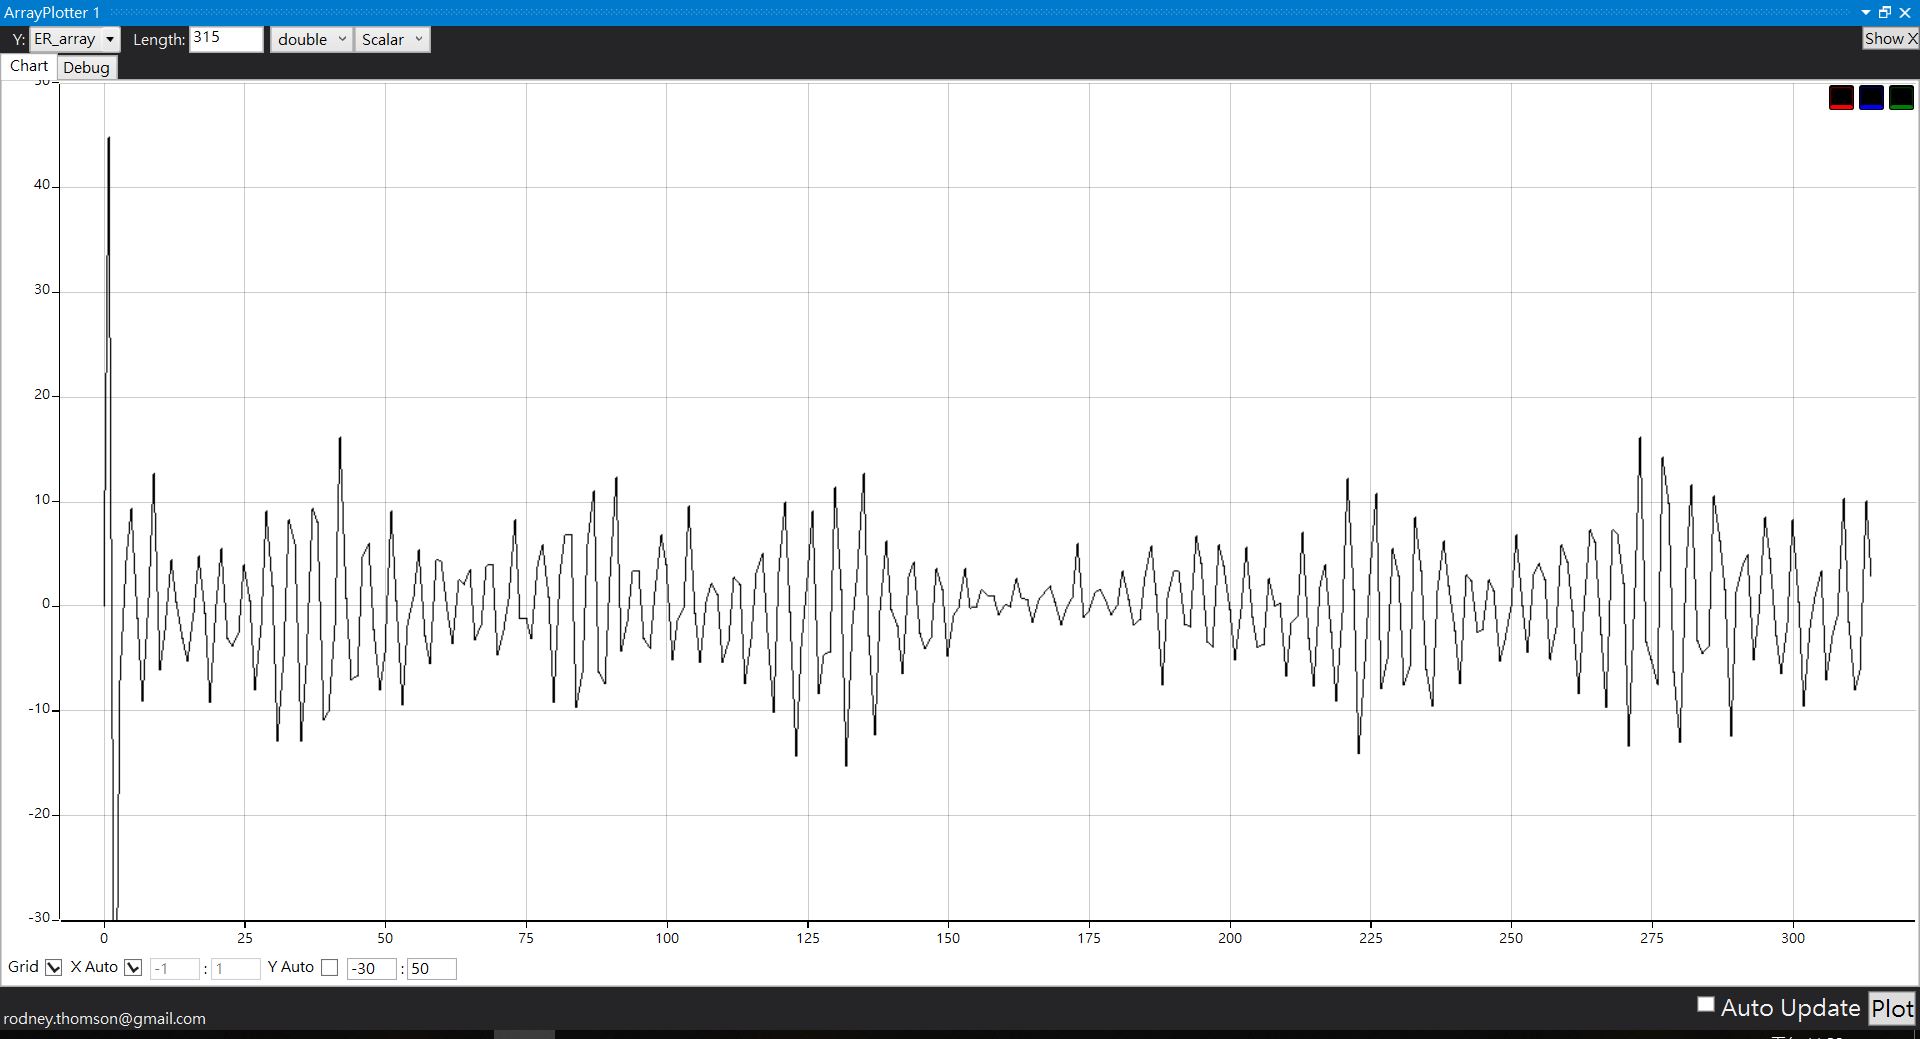 ArrayPlotter 1
Y: ER_array Length: 315 double Scalar Show X
Chart Debug
40
30
20
10
0
-10
-20
-30
0 25 50 75 100 125 150 175 200 225 250 275 300
Grid X Auto -1 : 1 Y Auto -30 : 50
Auto Update Plot
rodney.thomson@gmail.com